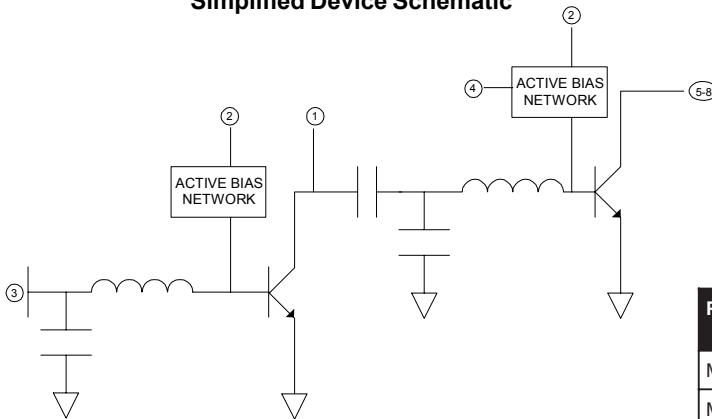 Simplified Device Schematic
2
4
ACTIVE BIAS
NETWORK
5-8
2
1
ACTIVE BIAS
NETWORK
3